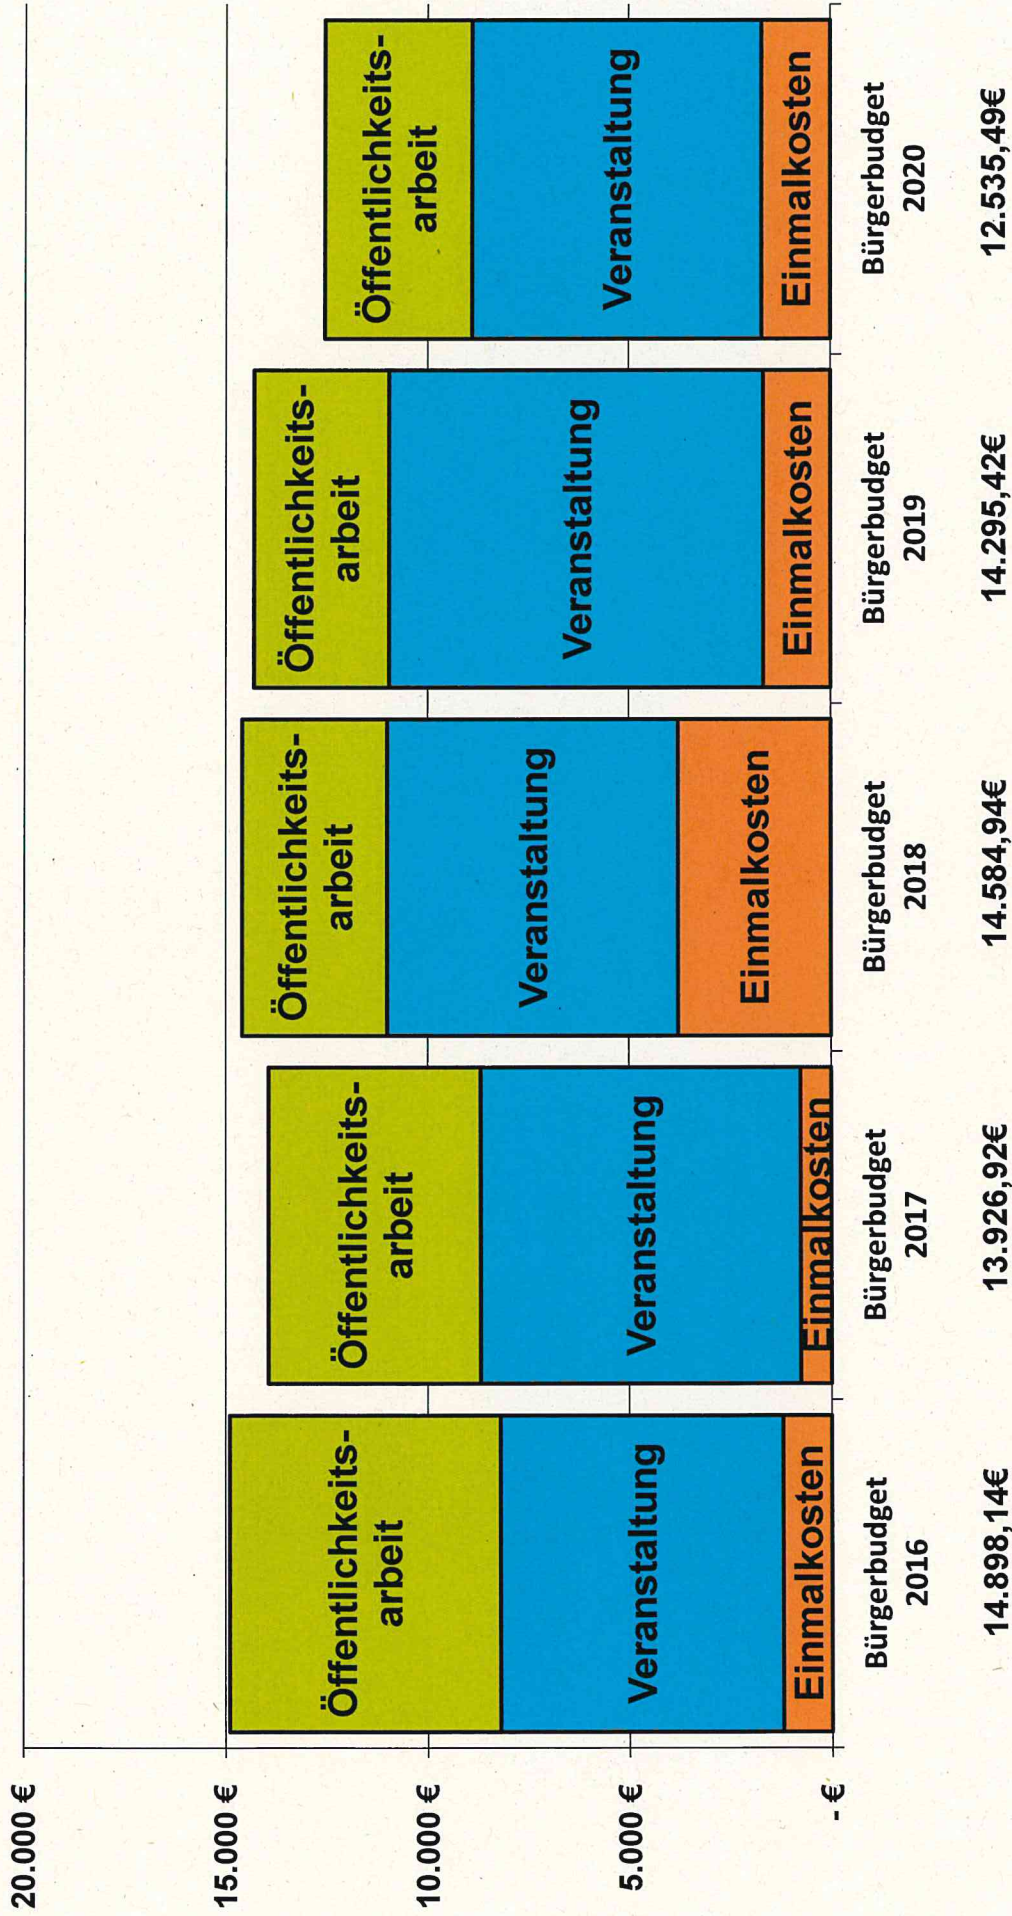 20.000 €
15.000 €
10.000 €
5.000 €
- €
Öffentlichkeits-
arbeit
Veranstaltung
Einmalkosten
Bürgerbudget
2016
14.898,14€
Öffentlichkeits-
arbeit
Veranstaltung
Einmalkosten
Bürgerbudget
2017
13.926,92€
Öffentlichkeits-
arbeit
Veranstaltung
Einmalkosten
Bürgerbudget
2018
14.584,94€
Öffentlichkeits-
arbeit
Veranstaltung
Einmalkosten
Bürgerbudget
2019
14.295,42€
Öffentlichkeits-
arbeit
Veranstaltung
Einmalkosten
Bürgerbudget
2020
12.535,49€